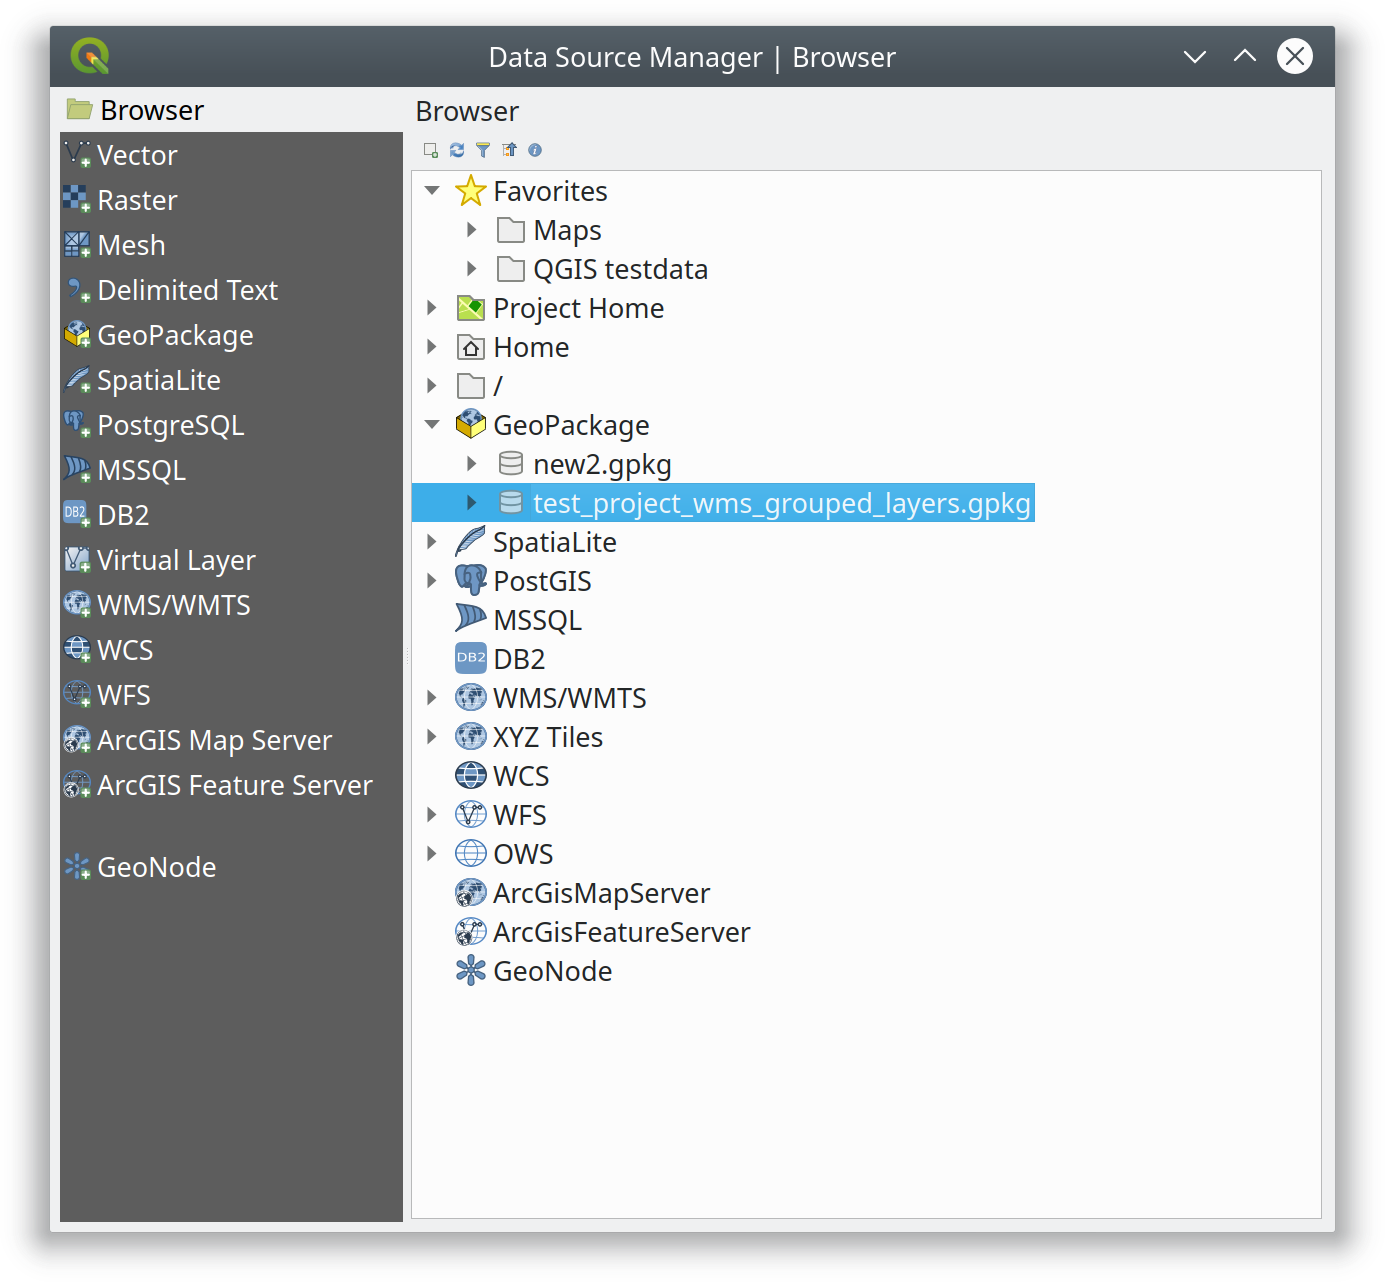 Data Source Manager | Browser
Browser
Vector
Raster
Mesh
Delimited Text
GeoPackage
SpatiaLite
PostgreSQL
MSSQL
DB2
DB2
Virtual Layer
WMS/WMTS
WCS
WFS
ArcGIS Map Server
ArcGIS Feature Server
GeoNode
Browser
Favorites
Maps
QGIS testdata
Project Home
Home
/
GeoPackage
new2.gpkg
test_project_wms_grouped_layers.gpkg
SpatiaLite
PostGIS
MSSQL
DB2
DB2
WMS/WMTS
XYZ Tiles
WCS
WFS
OWS
ArcGisMapServer
ArcGisFeatureServer
GeoNode